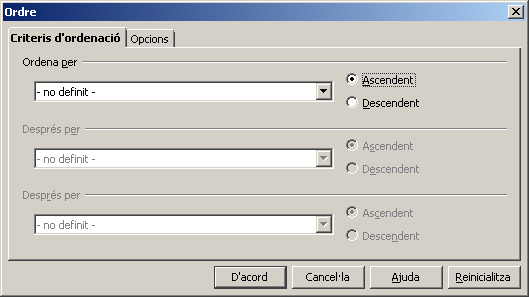 Ordre
Criteris d'ordenació Opcions
Ordena per
- no definit -
Ascendent
Descendent
Després per
- no definit -
Ascendent
Descendent
Després per
- no definit -
Ascendent
Descendent
D'acord Cancel·la Ajuda Reinicialitza